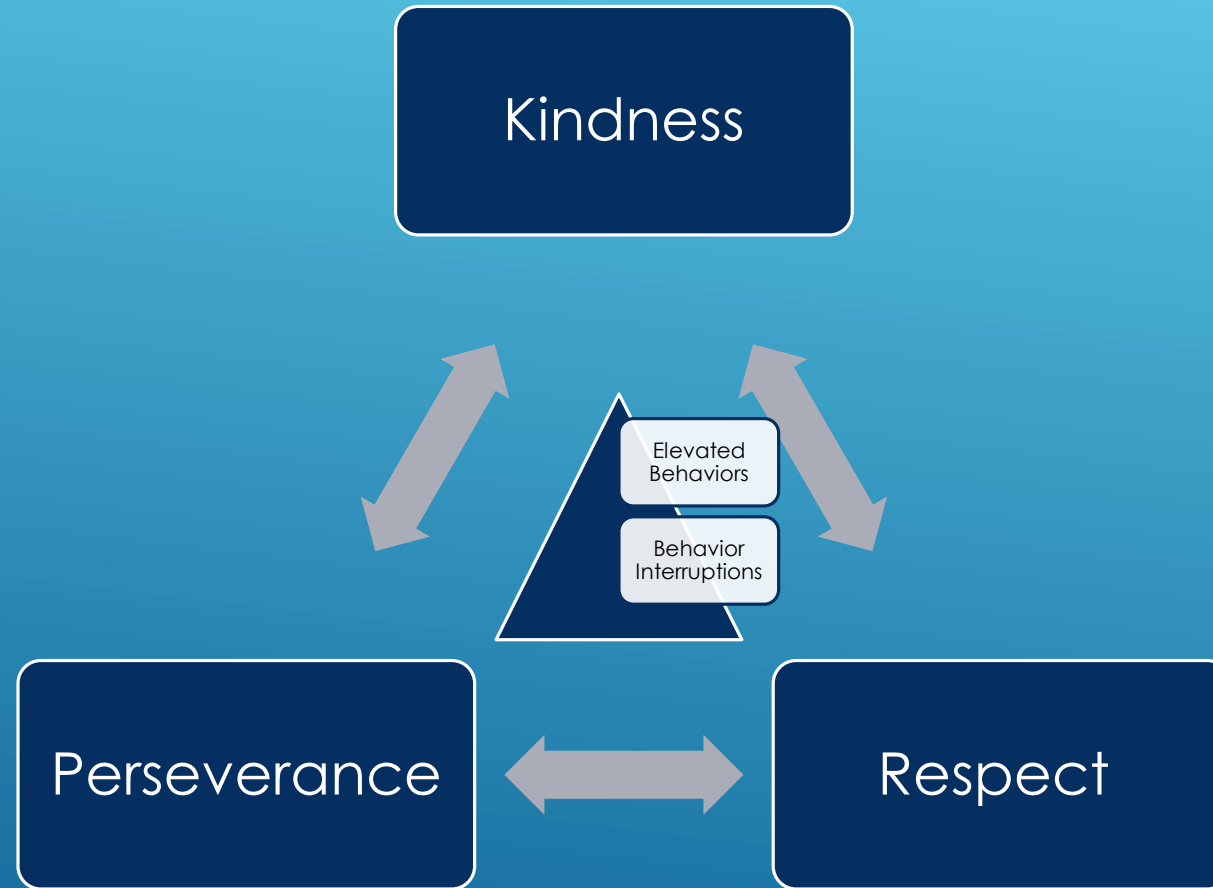 Kindness
Elevated
Behaviors
Behavior
Interruptions
Perseverance
Respect